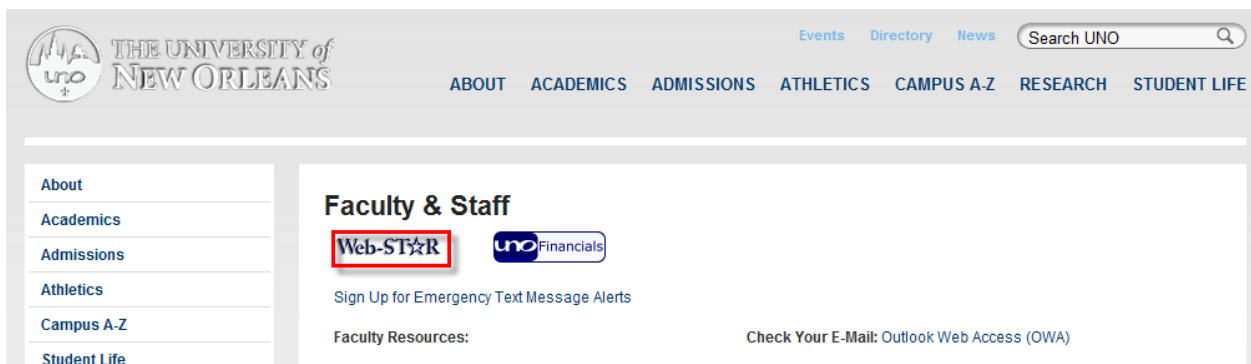 Events Directory News Search UNO
THE UNIVERSITY of
NEW ORLEANS
uno
ABOUT ACADEMICS ADMISSIONS ATHLETICS CAMPUS A-Z RESEARCH STUDENT LIFE
About
Academics
Admissions
Athletics
Campus A-Z
Student Life
Faculty & Staff
Web-ST☆R uno Financials
Sign Up for Emergency Text Message Alerts
Faculty Resources: Check Your E-Mail: Outlook Web Access (OWA)